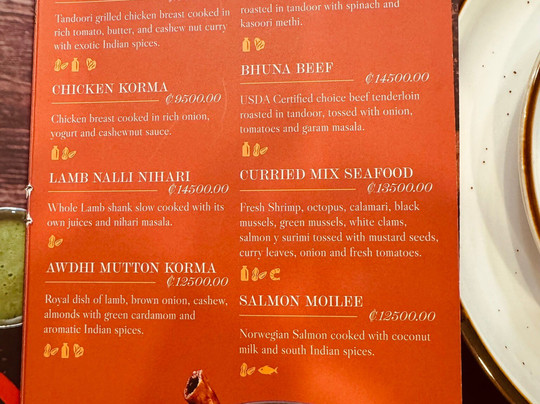 Tandoori grilled chicken breast cooked in
rich tomato, butter, and cashew nut curry
with exotic Indian spices.
CHICKEN KORMA
₡9500.00
Chicken breast cooked in rich onion,
yogurt and cashewnut sauce.
LAMB NALLI NIHARI
₡14500.00
Whole Lamb shank slow cooked with its
own juices and nihari masala.
AWDHI MUTTON KORMA
₡12500.00
Royal dish of lamb, brown onion, cashew,
almonds with green cardamom and
aromatic Indian spices.
roasted in tandoor with spinach and
kasoori methi.
BHUNA BEEF
₡14500.00
USDA Certified choice beef tenderloin
roasted in tandoor, tossed with onion,
tomatoes and garam masala.
CURRIED MIX SEAFOOD
₡13500.00
Fresh Shrimp, octopus, calamari, black
mussels, green mussels, white clams,
salmon y surimi tossed with mustard seeds,
curry leaves, onion and fresh tomatoes.
SALMON MOILEE
₡12500.00
Norwegian Salmon cooked with coconut
milk and south Indian spices.